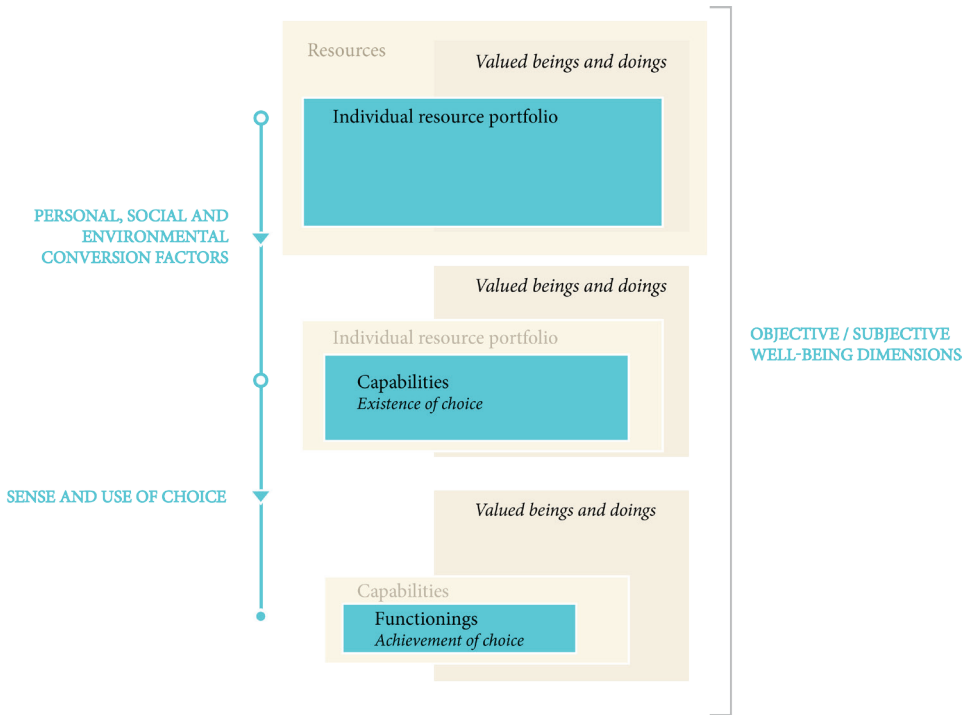 Resources
Valued beings and doings
Individual resource portfolio
PERSONAL, SOCIAL AND
ENVIRONMENTAL
CONVERSION FACTORS
Valued beings and doings
Individual resource portfolio
Capabilities
Existence of choice
OBJECTIVE / SUBJECTIVE
WELL-BEING DIMENSIONS
SENSE AND USE OF CHOICE
Valued beings and doings
Capabilities
Functionings
Achievement of choice